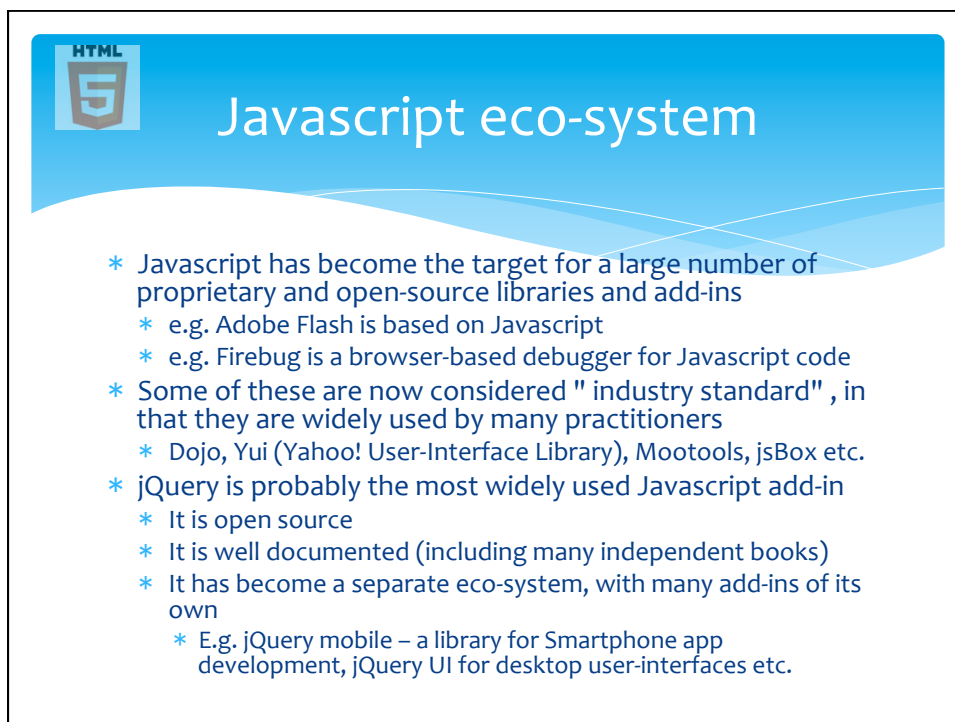 HTML
5
Javascript eco-system
* Javascript has become the target for a large number of
proprietary and open-source libraries and add-ins
* e.g. Adobe Flash is based on Javascript
* e.g. Firebug is a browser-based debugger for Javascript code
* Some of these are now considered " industry standard" , in
that they are widely used by many practitioners
* Dojo, Yui (Yahoo! User-Interface Library), Mootools, jsBox etc.
* jQuery is probably the most widely used Javascript add-in
* It is open source
* It is well documented (including many independent books)
* It has become a separate eco-system, with many add-ins of its
own
* E.g. jQuery mobile – a library for Smartphone app
development, jQuery UI for desktop user-interfaces etc.